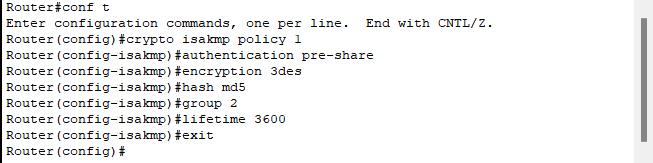 Router#conf t
Enter configuration commands, one per line.  End with CNTL/Z.
Router(config)#crypto isakmp policy 1
Router(config-isakmp)#authentication pre-share
Router(config-isakmp)#encryption 3des
Router(config-isakmp)#hash md5
Router(config-isakmp)#group 2
Router(config-isakmp)#lifetime 3600
Router(config-isakmp)#exit
Router(config)#